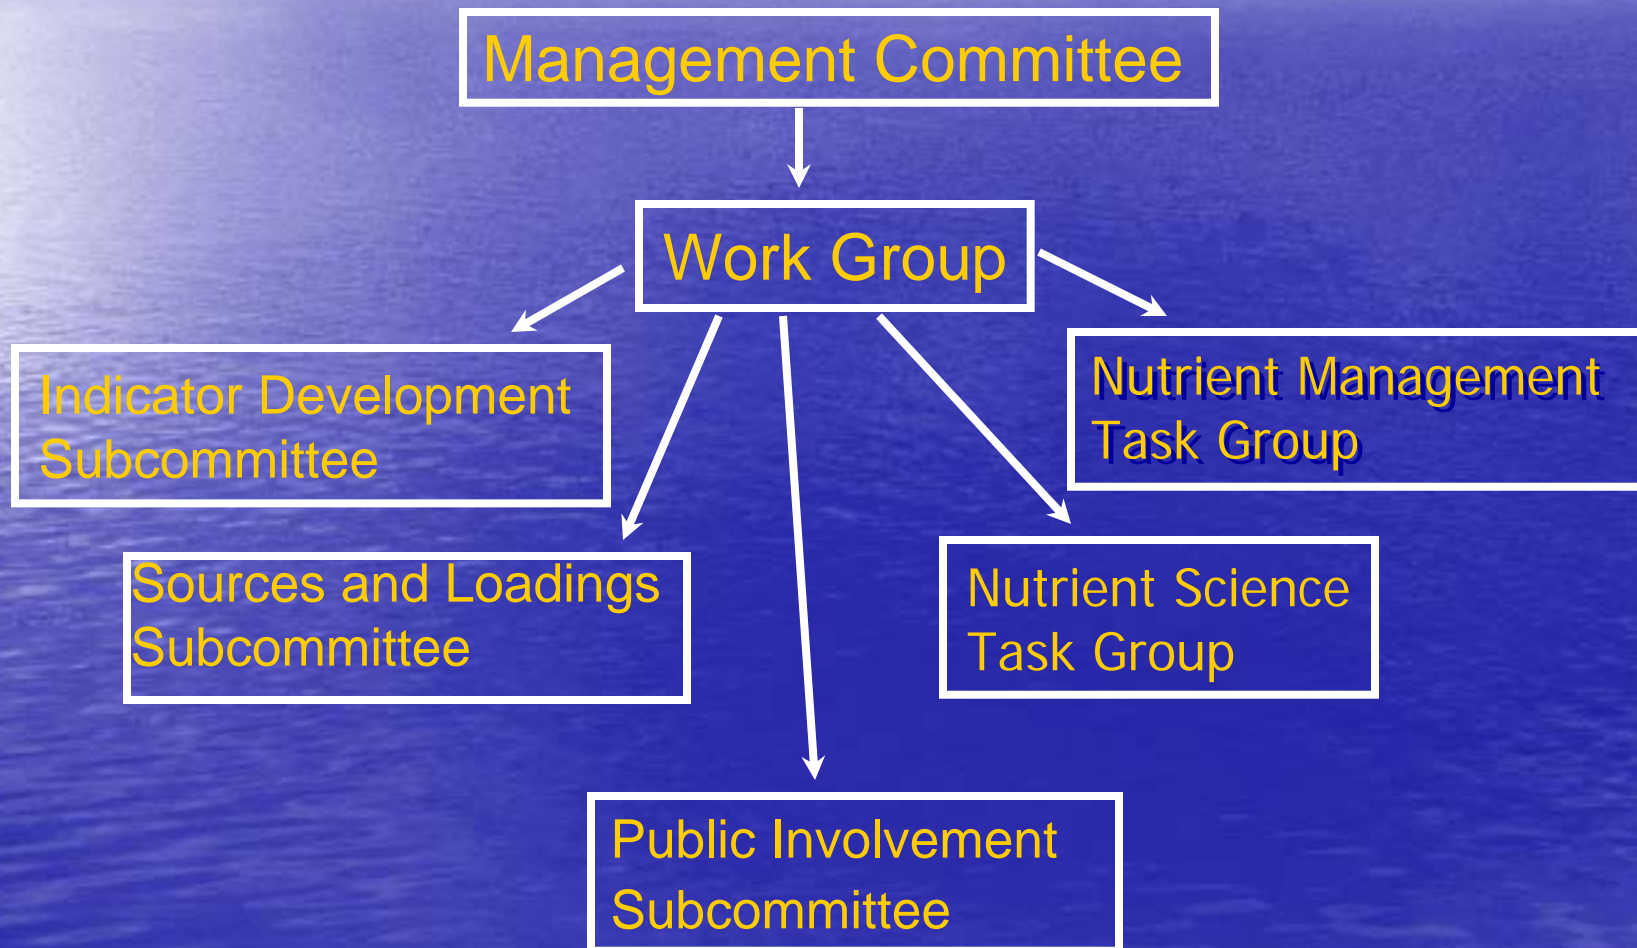 Management Committee
Work Group
Indicator Development
Subcommittee
Nutrient Management
Task Group
Sources and Loadings
Subcommittee
Nutrient Science
Task Group
Public Involvement
Subcommittee